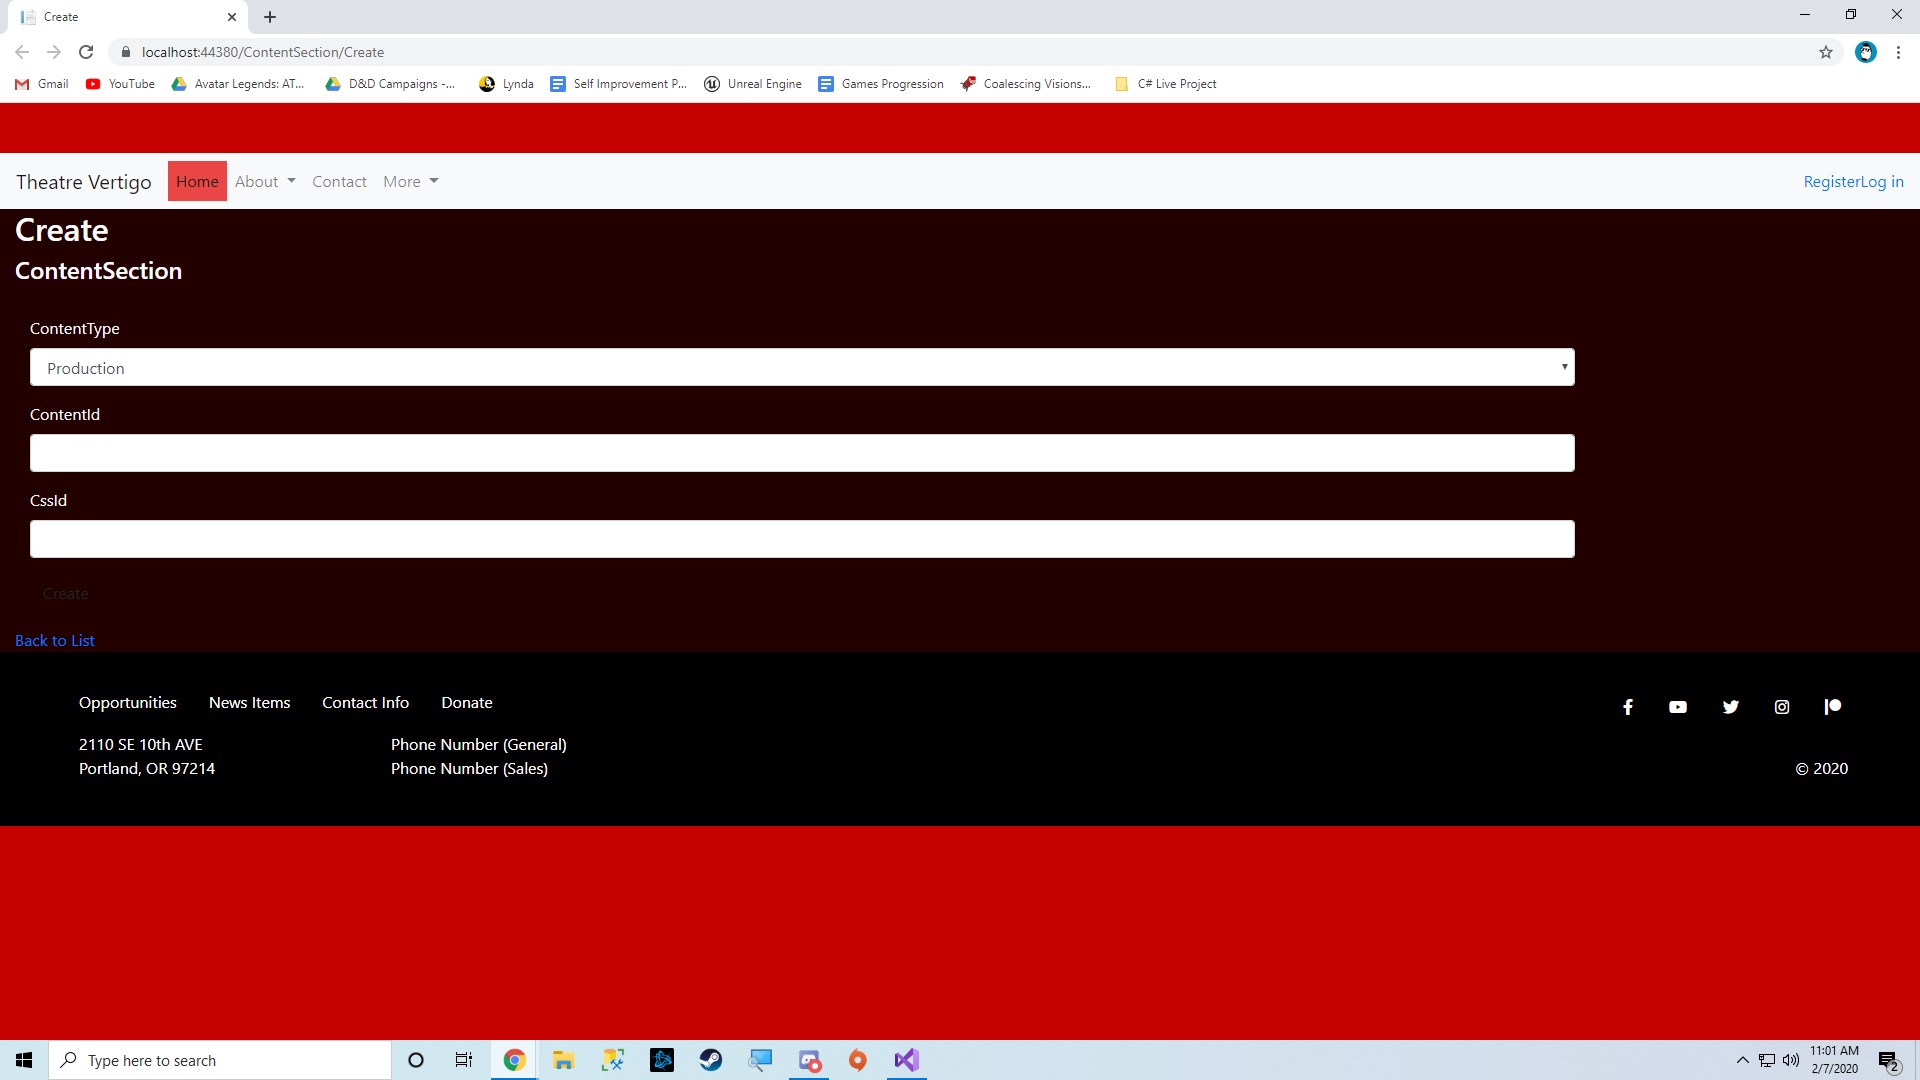 Create
localhost:44380/ContentSection/Create
Gmail YouTube Avatar Legends: AT... D&D Campaigns -... Lynda Self Improvement P... Unreal Engine Games Progression Coalescing Visions... C# Live Project
Theatre Vertigo Home About Contact More RegisterLog in
Create
ContentSection
ContentType
Production
ContentId
CssId
Create
Back to List
Opportunities News Items Contact Info Donate
2110 SE 10th AVE Phone Number (General)
Portland, OR 97214 Phone Number (Sales) © 2020
Type here to search
11:01 AM
2/7/2020
2